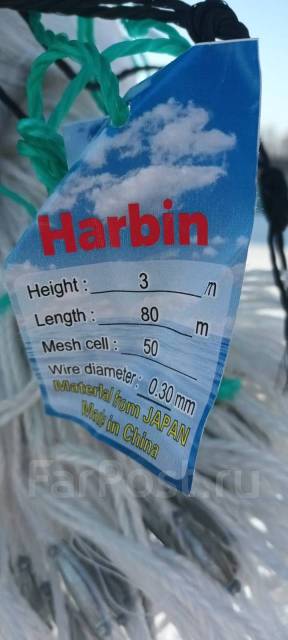 Harbin
Height: 3 m
Length: 80 m
Mesh cell: 50
Wire diameter: 0.30 mm
Material from JAPAN
Made in China
FarPost.ru